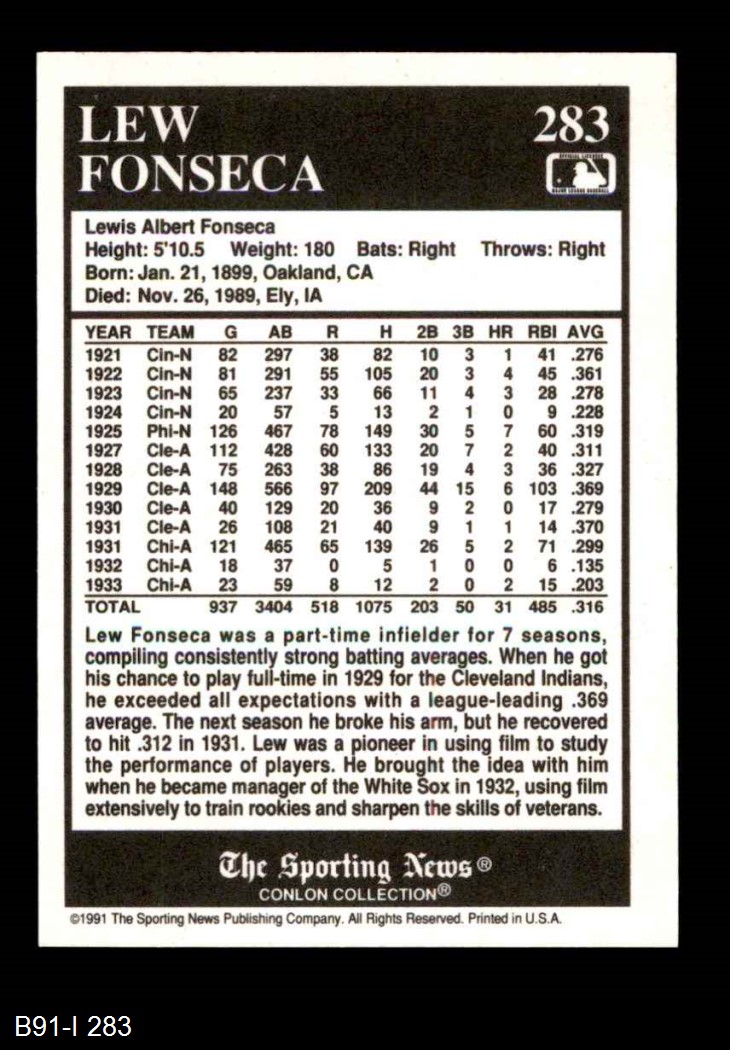 LEW
FONSECA
283
OFFICIAL LICENSEE
MAJOR LEAGUE BASEBALL
Lewis Albert Fonseca
Height: 5'10.5 Weight: 180 Bats: Right Throws: Right
Born: Jan. 21, 1899, Oakland, CA
Died: Nov. 26, 1989, Ely, IA
YEAR TEAM G AB R H 2B 3B HR RBI AVG
1921 Cin-N 82 297 38 82 10 3 1 41 .276
1922 Cin-N 81 291 55 105 20 3 4 45 .361
1923 Cin-N 65 237 33 66 11 4 3 28 .278
1924 Cin-N 20 57 5 13 2 1 0 9 .228
1925 Phi-N 126 467 78 149 30 5 7 60 .319
1927 Cle-A 112 428 60 133 20 7 2 40 .311
1928 Cle-A 75 263 38 86 19 4 3 36 .327
1929 Cle-A 148 566 97 209 44 15 6 103 .369
1930 Cle-A 40 129 20 36 9 2 0 17 .279
1931 Cle-A 26 108 21 40 9 1 1 14 .370
1931 Chi-A 121 465 65 139 26 5 2 71 .299
1932 Chi-A 18 37 0 5 1 0 0 6 .135
1933 Chi-A 23 59 8 12 2 0 2 15 .203
TOTAL 937 3404 518 1075 203 50 31 485 .316
Lew Fonseca was a part-time infielder for 7 seasons,
compiling consistently strong batting averages. When he got
his chance to play full-time in 1929 for the Cleveland Indians,
he exceeded all expectations with a league-leading .369
average. The next season he broke his arm, but he recovered
to hit .312 in 1931. Lew was a pioneer in using film to study
the performance of players. He brought the idea with him
when he became manager of the White Sox in 1932, using film
extensively to train rookies and sharpen the skills of veterans.
The Sporting News®
CONLON COLLECTION®
©1991 The Sporting News Publishing Company. All Rights Reserved. Printed in U.S.A.
B91-I 283